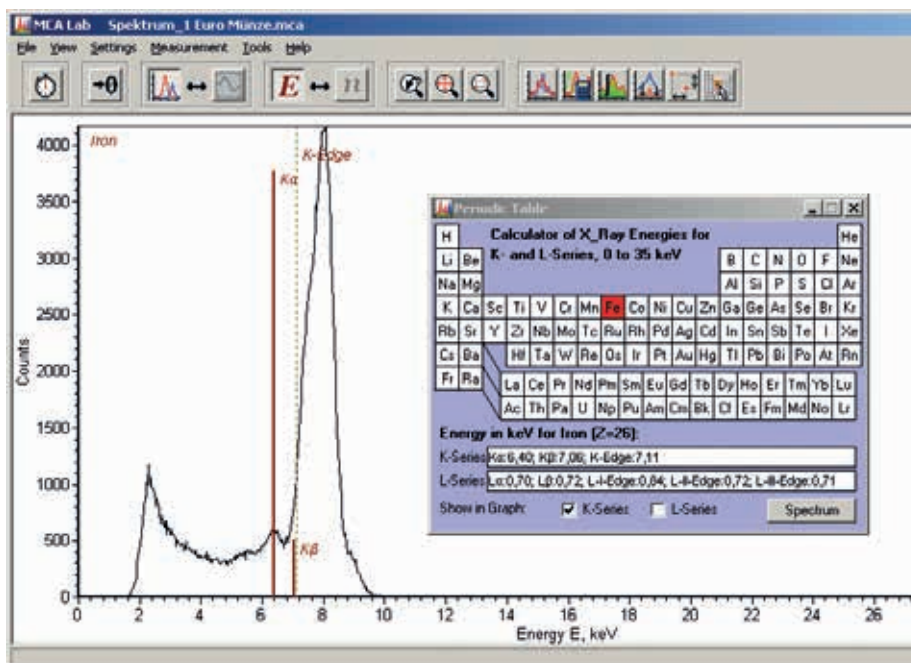 MCA Lab Spektrum_1 Euro Münze.mca
File View Settings Measurement Tools Help
→0 ↔ E ↔ n
Iron
K-Edge
Kα
Kβ
4000
3500
3000
2500
2000
1500
1000
500
0
Counts
0 2 4 6 8 10 12 14 16 18 20 22 24 26
Energy E, keV
Periodic Table
Calculator of X_Ray Energies for
K- and L-Series, 0 to 35 keV
H He
Li Be B C N O F Ne
Na Mg Al Si P S Cl Ar
K Ca Sc Ti V Cr Mn Fe Co Ni Cu Zn Ga Ge As Se Br Kr
Rb Sr Y Zr Nb Mo Tc Ru Rh Pd Ag Cd In Sn Sb Te I Xe
Cs Ba Hf Ta W Re Os Ir Pt Au Hg Tl Pb Bi Po At Rn
Fr Ra
La Ce Pr Nd Pm Sm Eu Gd Tb Dy Ho Er Tm Yb Lu
Ac Th Pa U Np Pu Am Cm Bk Cf Es Fm Md No Lr
Energy in keV for Iron (Z=26):
K-Series Kα:6,40; Kβ:7,06; K-Edge:7,11
L-Series Lα:0,70; Lβ:0,72; L-I-Edge:0,84; L-II-Edge:0,72; L-III-Edge:0,71
Show in Graph: K-Series L-Series Spectrum